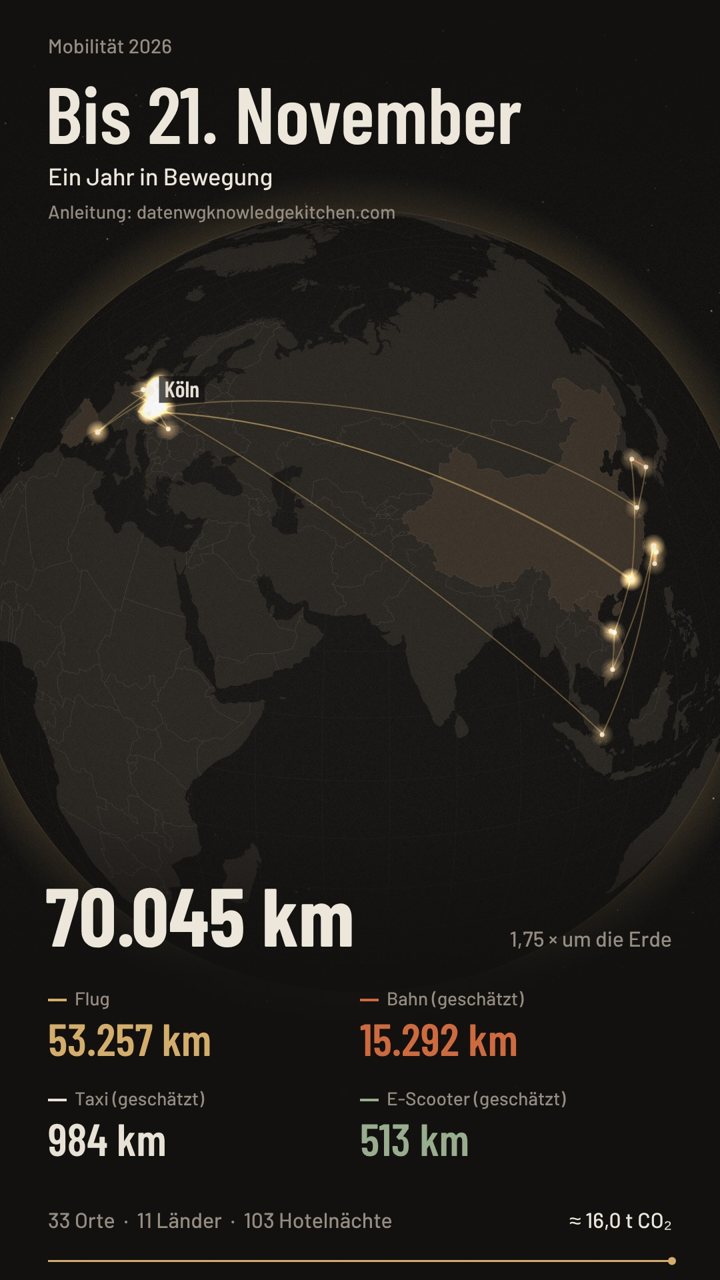 Mobilität 2026
Bis 21. November
Ein Jahr in Bewegung
Anleitung: datenwgknowledgekitchen.com
Köln
70.045 km
1,75 × um die Erde
Flug
Bahn (geschätzt)
53.257 km
15.292 km
Taxi (geschätzt)
E-Scooter (geschätzt)
984 km
513 km
33 Orte · 11 Länder · 103 Hotelnächte
≈ 16,0 t CO₂